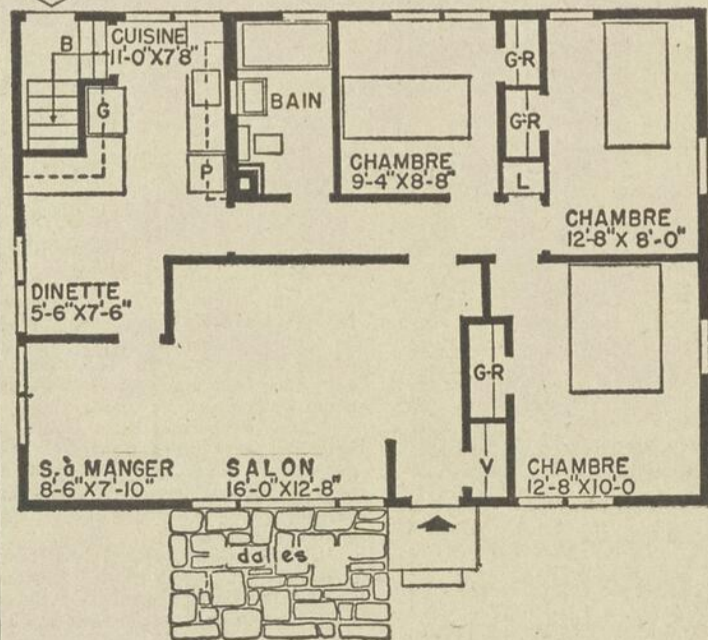 B
CUISINE
11'-0"X7'8"
G
P
BAIN
CHAMBRE
9'-4"X8'-8"
G-R
G-R
L
CHAMBRE
12'-8"X 8'-0"
DINETTE
5'-6"X7'-6"
G-R
V
S. à MANGER
8'-6"X7'-10"
SALON
16'-0"X12'-8"
CHAMBRE
12'-8"X10'-0
dalles